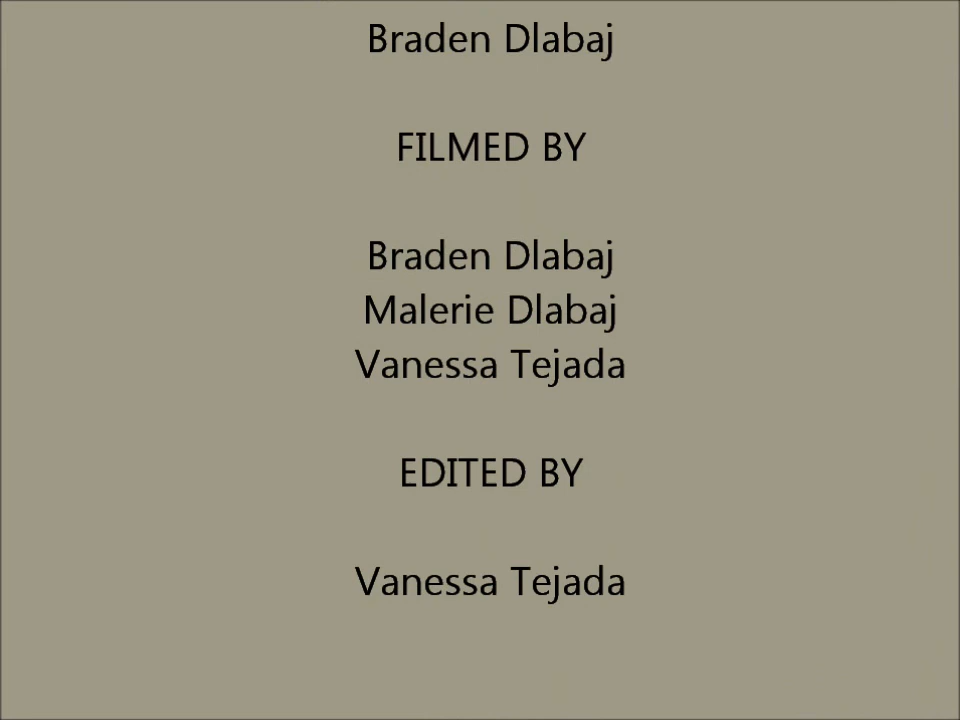 Braden Dlabaj
FILMED BY
Braden Dlabaj
Malerie Dlabaj
Vanessa Tejada
EDITED BY
Vanessa Tejada